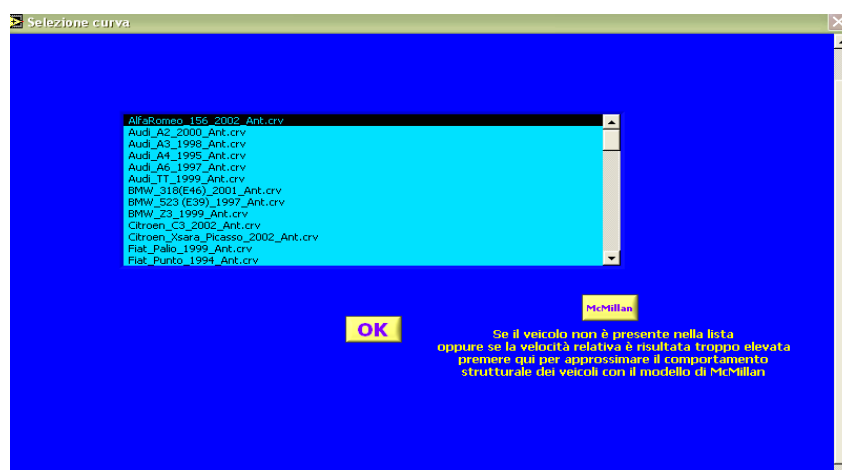 Selezione curva
AlfaRomeo_156_2002_Ant.crv
Audi_A2_2000_Ant.crv
Audi_A3_1998_Ant.crv
Audi_A4_1995_Ant.crv
Audi_A6_1997_Ant.crv
Audi_TT_1999_Ant.crv
BMW_318(E46)_2001_Ant.crv
BMW_523 (E39)_1997_Ant.crv
BMW_Z3_1999_Ant.crv
Citroen_C3_2002_Ant.crv
Citroen_Xsara_Picasso_2002_Ant.crv
Fiat_Palio_1999_Ant.crv
Fiat_Punto_1994_Ant.crv
McMillan
OK
Se il veicolo non è presente nella lista
oppure se la velocità relativa è risultata troppo elevata
premere qui per approssimare il comportamento
strutturale dei veicoli con il modello di McMillan